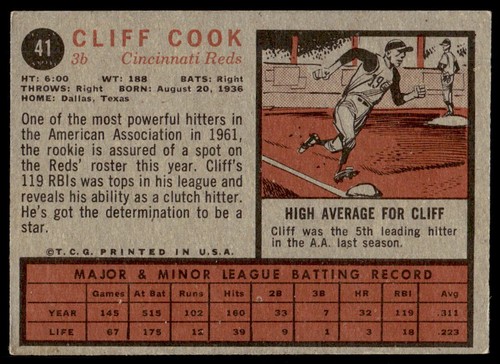 41
CLIFF COOK
3b Cincinnati Reds
HT: 6:00 WT: 188 BATS: Right
THROWS: Right BORN: August 20, 1936
HOME: Dallas, Texas
One of the most powerful hitters in
the American Association in 1961,
the rookie is assured of a spot on
the Reds' roster this year. Cliff's
119 RBIs was tops in his league and
reveals his ability as a clutch hitter.
He's got the determination to be a
star.
©T.C.G. PRINTED IN U.S.A.
196
HIGH AVERAGE FOR CLIFF
Cliff was the 5th leading hitter
in the A.A. last season.
MAJOR & MINOR LEAGUE BATTING RECORD
Games At Bat Runs Hits 2B 3B HR RBI Avg.
YEAR 145 515 102 160 33 7 32 119 .311
LIFE 67 175 12 39 9 1 3 18 .223